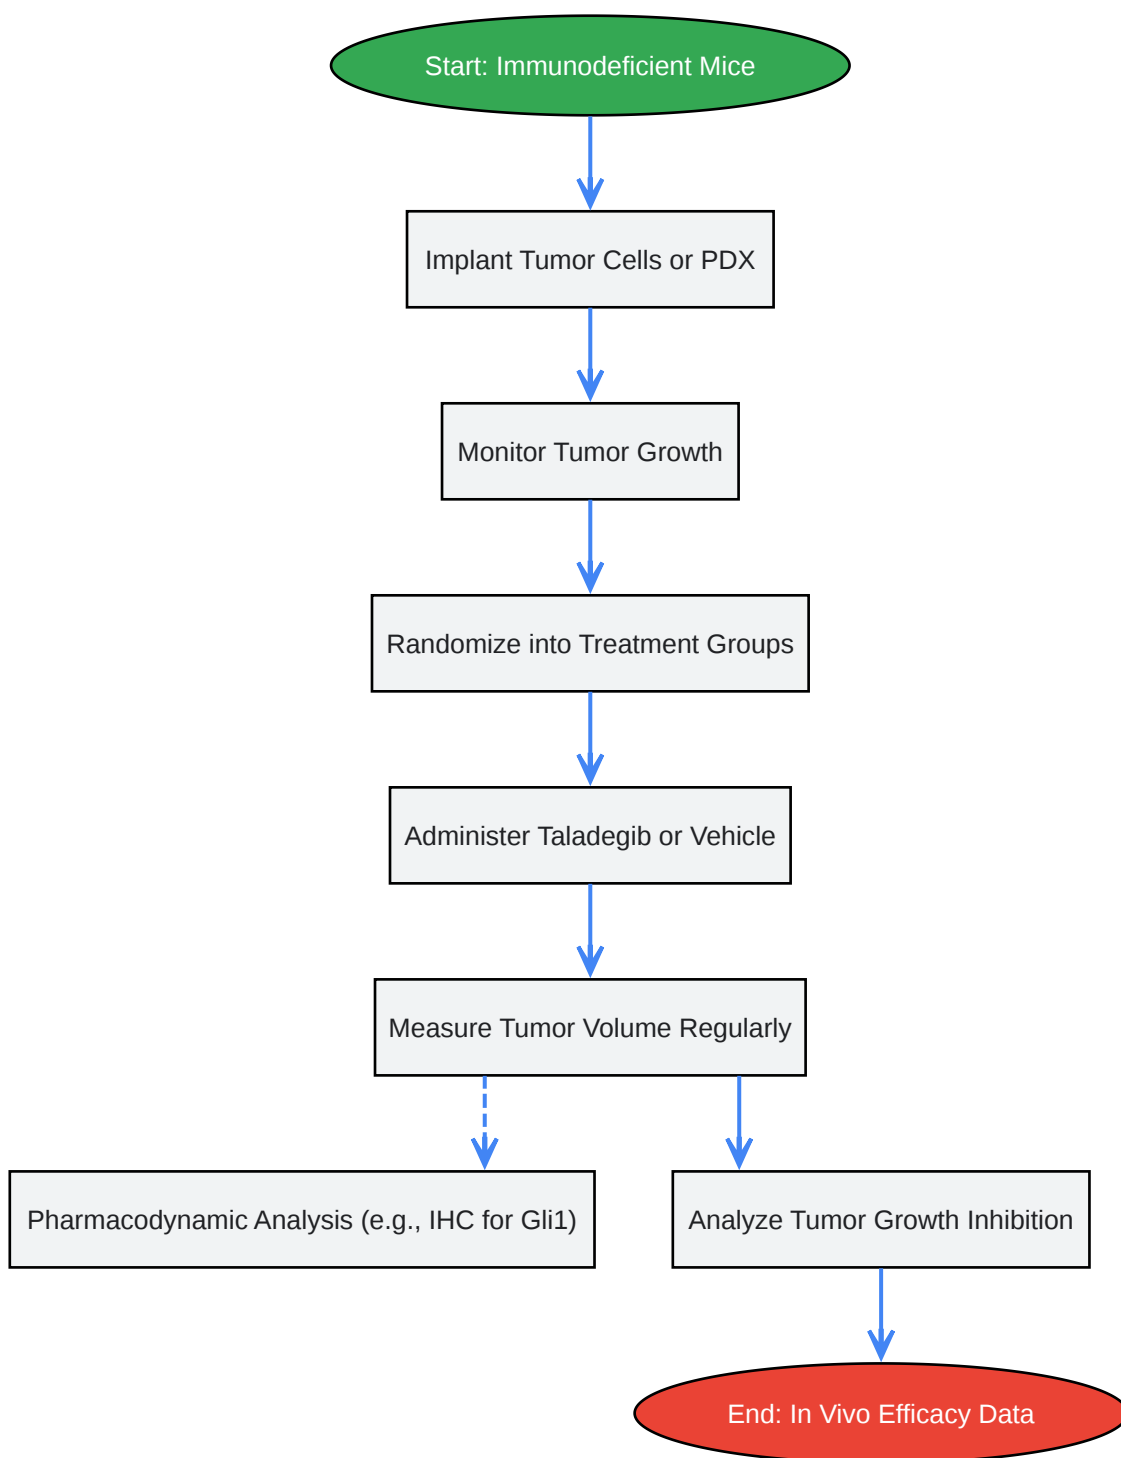 Start: Immunodeficient Mice
Implant Tumor Cells or PDX
Monitor Tumor Growth
Randomize into Treatment Groups
Administer Taladegib or Vehicle
Measure Tumor Volume Regularly
Pharmacodynamic Analysis (e.g., IHC for Gli1)
Analyze Tumor Growth Inhibition
End: In Vivo Efficacy Data